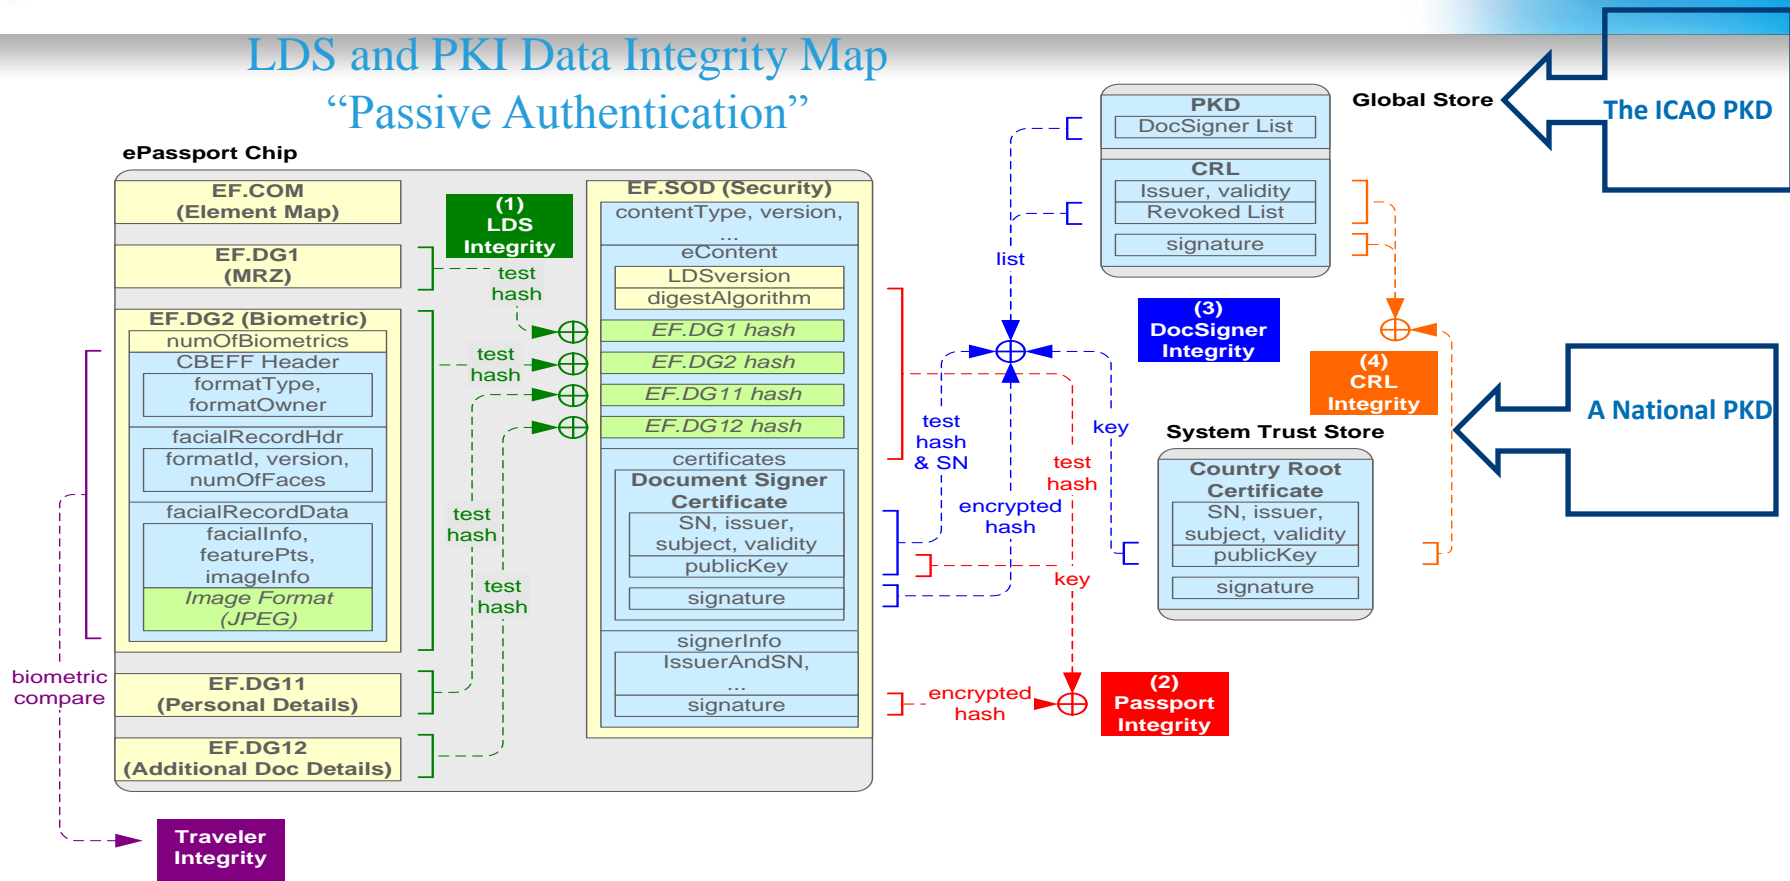 LDS and PKI Data Integrity Map
“Passive Authentication”
ePassport Chip
EF.COM
(Element Map)
EF.DG1
(MRZ)
EF.DG2 (Biometric)
numOfBiometrics
CBEFF Header
formatType,
formatOwner
facialRecordHdr
formatId, version,
numOfFaces
facialRecordData
facialInfo,
featurePts,
imageInfo
Image Format
(JPEG)
EF.DG11
(Personal Details)
EF.DG12
(Additional Doc Details)
biometric
compare
Traveler
Integrity
(1)
LDS
Integrity
test
hash
test
hash
test
hash
test
hash
EF.SOD (Security)
contentType, version,
...
eContent
LDSversion
digestAlgorithm
EF.DG1 hash
EF.DG2 hash
EF.DG11 hash
EF.DG12 hash
certificates
Document Signer
Certificate
SN, issuer,
subject, validity
publicKey
signature
signerInfo
IssuerAndSN,
...
signature
test
hash
& SN
encrypted
hash
list
key
test
hash
key
encrypted
hash
(2)
Passport
Integrity
PKD
DocSigner List
CRL
Issuer, validity
Revoked List
signature
Global Store
The ICAO PKD
(3)
DocSigner
Integrity
(4)
CRL
Integrity
A National PKD
System Trust Store
Country Root
Certificate
SN, issuer,
subject, validity
publicKey
signature